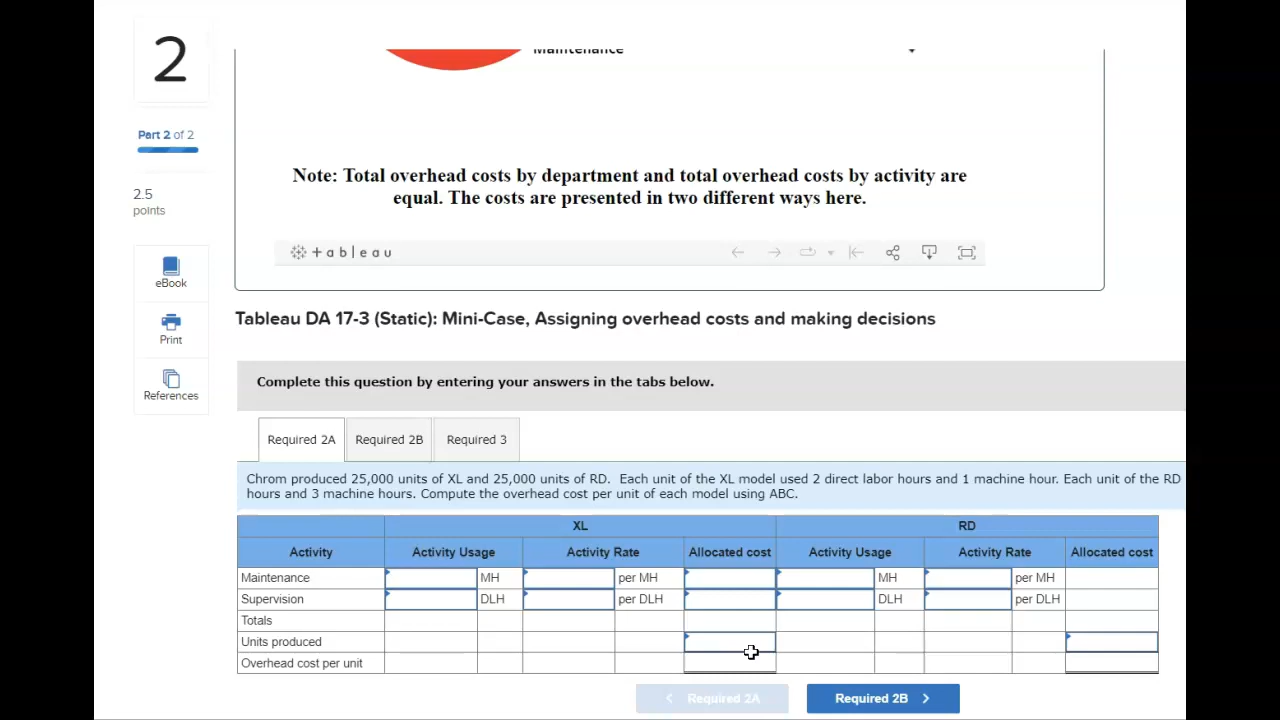 2
Maintenance
Part 2 of 2
2.5
points
Note: Total overhead costs by department and total overhead costs by activity are
equal. The costs are presented in two different ways here.
+ableau
eBook
Print
References
Tableau DA 17-3 (Static): Mini-Case, Assigning overhead costs and making decisions
Complete this question by entering your answers in the tabs below.
Required 2A Required 2B Required 3
Chrom produced 25,000 units of XL and 25,000 units of RD. Each unit of the XL model used 2 direct labor hours and 1 machine hour. Each unit of the RD
hours and 3 machine hours. Compute the overhead cost per unit of each model using ABC.
XL RD
Activity Activity Usage Activity Rate Allocated cost Activity Usage Activity Rate Allocated cost
Maintenance MH per MH MH per MH
Supervision DLH per DLH DLH per DLH
Totals
Units produced
Overhead cost per unit
< Required 2A Required 2B >